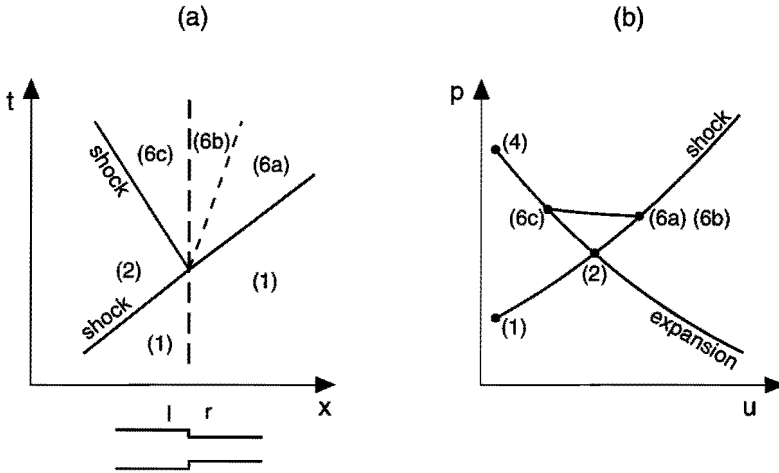 (a)
t
shock
(6c)
(6b)
(6a)
(2)
(1)
shock
(1)
x
l r
(b)
p
shock
(4)
(6c)
(6a) (6b)
(2)
(1)
expansion
u